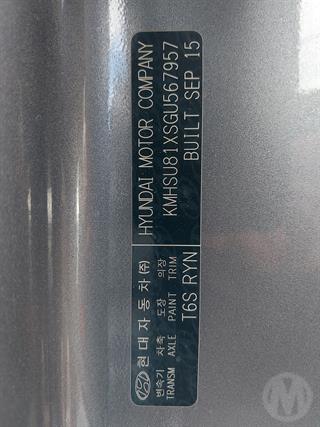 현대자동차(주) HYUNDAI MOTOR COMPANY
변속기 차축 도장 의장 KMHSU81XSGU567957
TRANSM AXLE PAINT TRIM BUILT SEP 15
T6S RYN